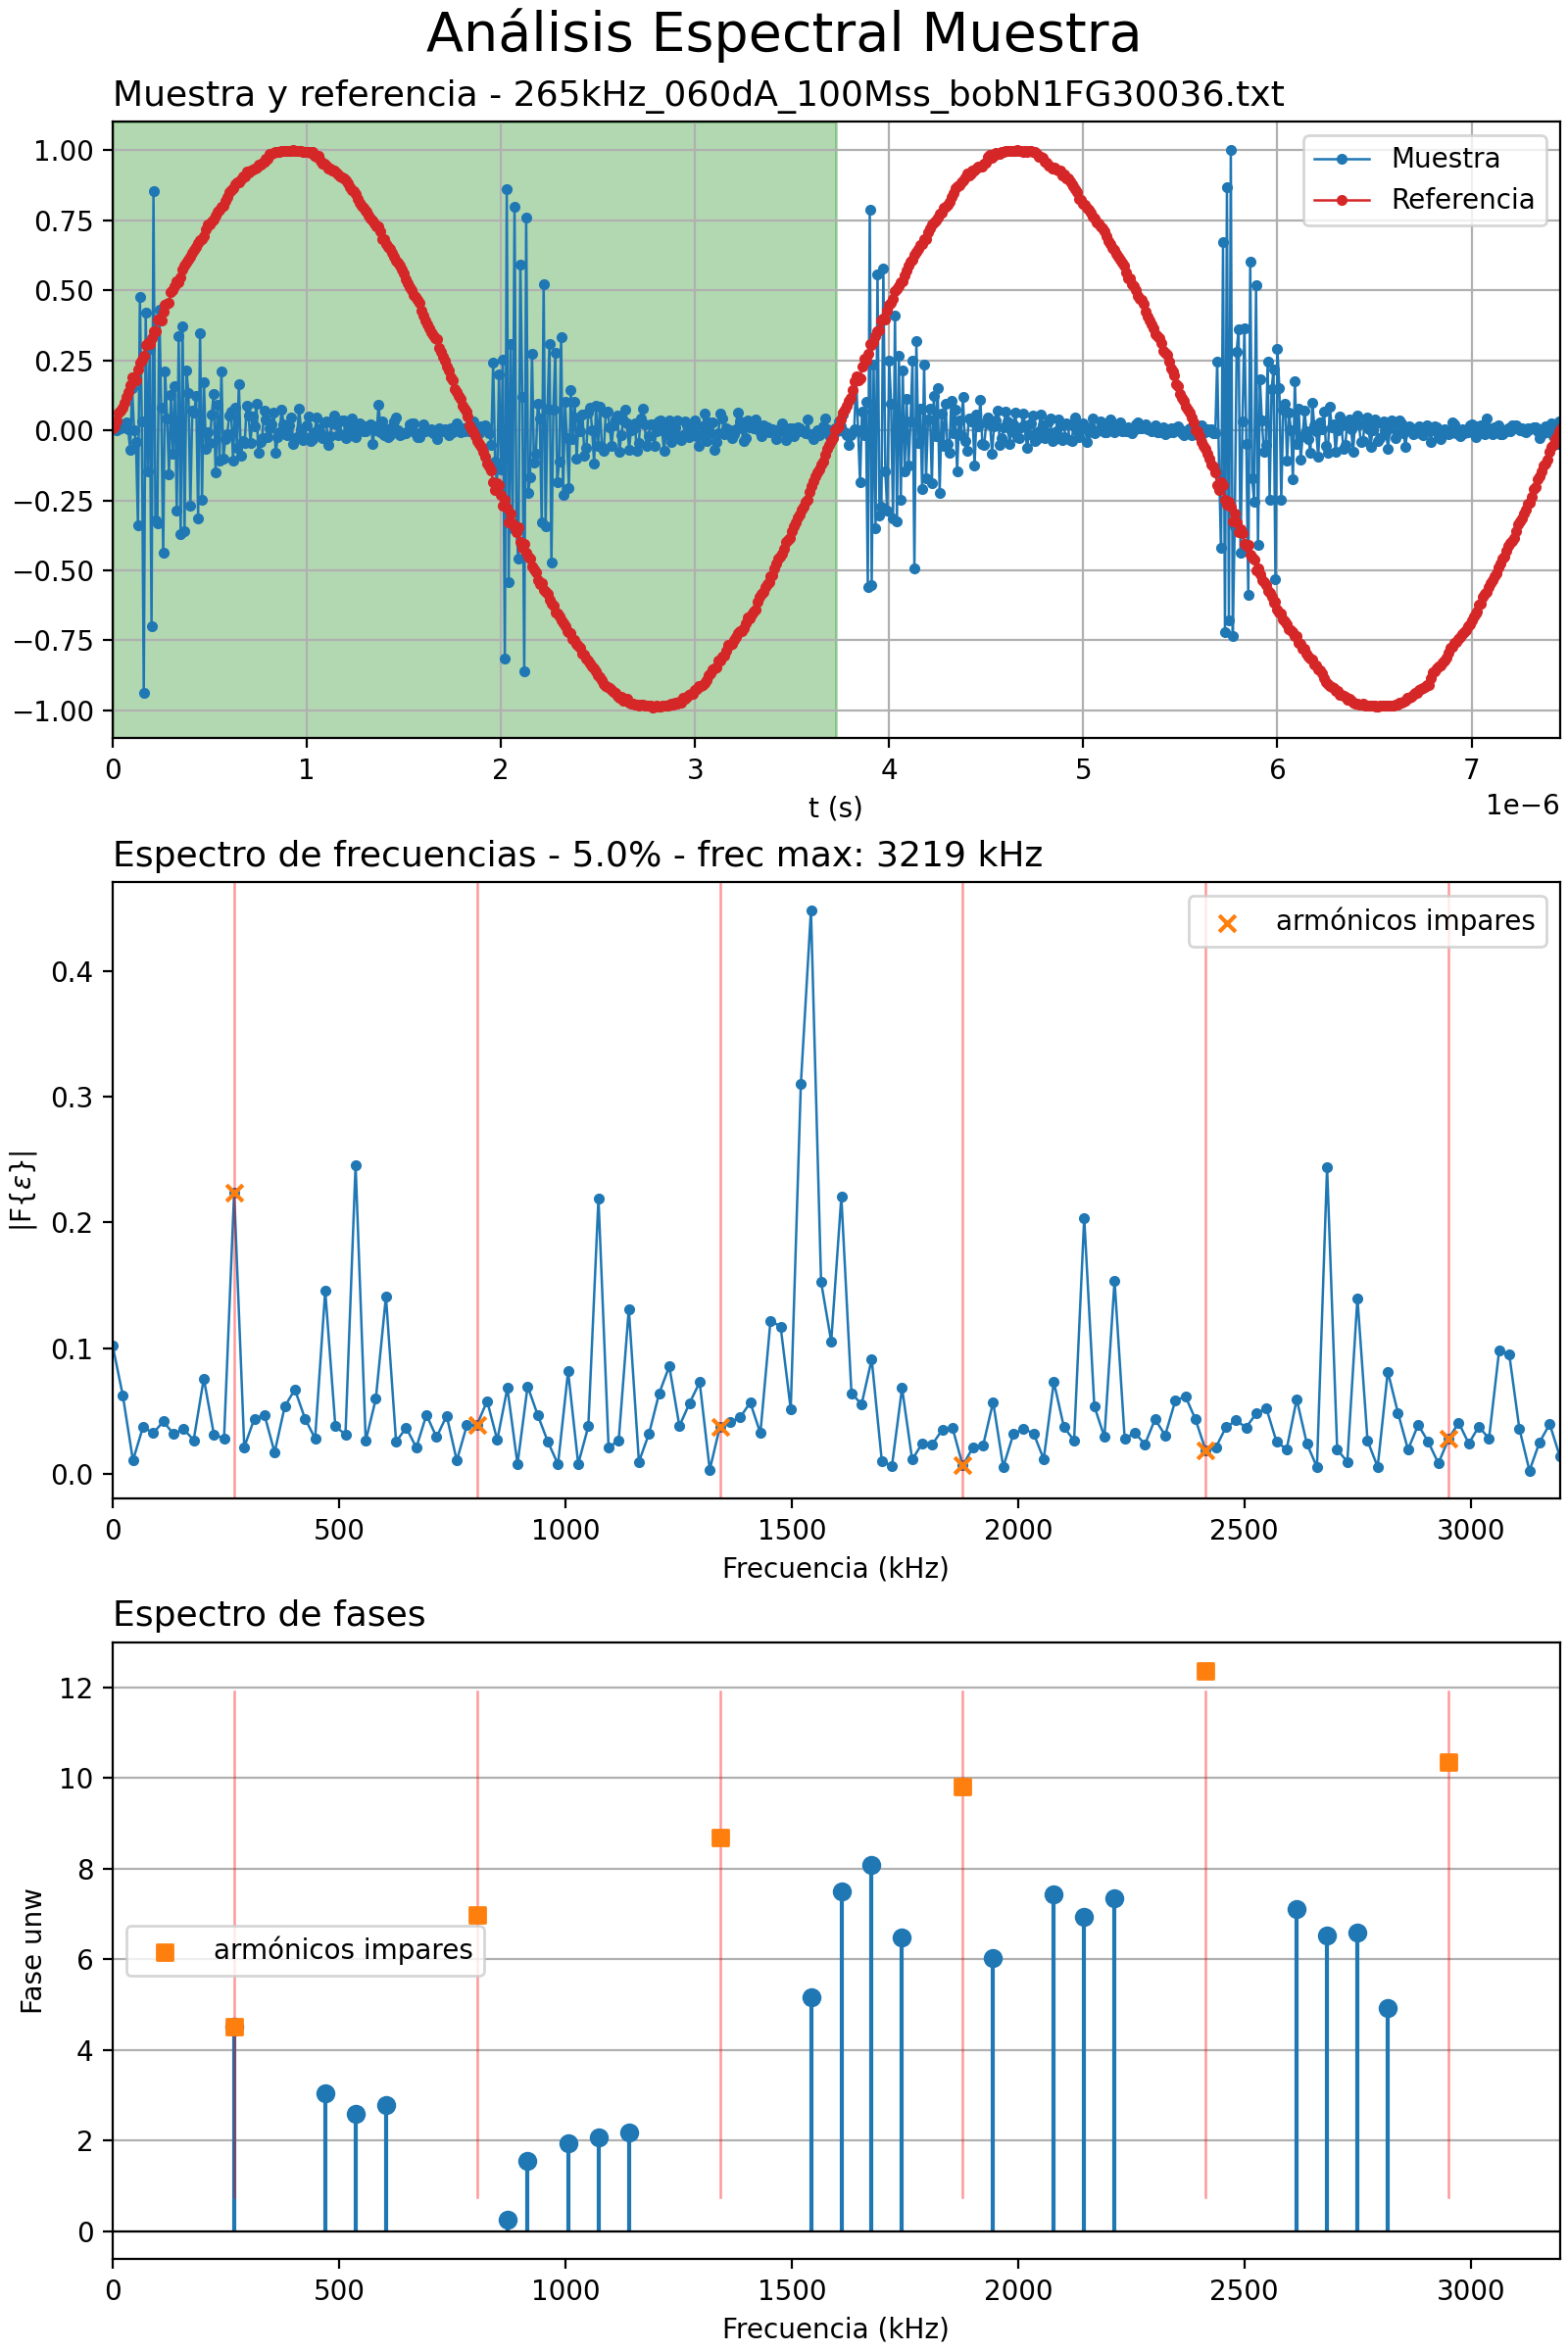 Análisis Espectral Muestra
Muestra y referencia - 265kHz_060dA_100Mss_bobN1FG30036.txt
1.00
0.75
0.50
0.25
0.00
−0.25
−0.50
−0.75
−1.00
Muestra
Referencia
0 1 2 3 4 5 6 7
t (s)
1e−6
Espectro de frecuencias - 5.0% - frec max: 3219 kHz
|F{ε}|
0.4
0.3
0.2
0.1
0.0
armónicos impares
0 500 1000 1500 2000 2500 3000
Frecuencia (kHz)
Espectro de fases
Fase unw
12
10
8
6
4
2
0
armónicos impares
0 500 1000 1500 2000 2500 3000
Frecuencia (kHz)